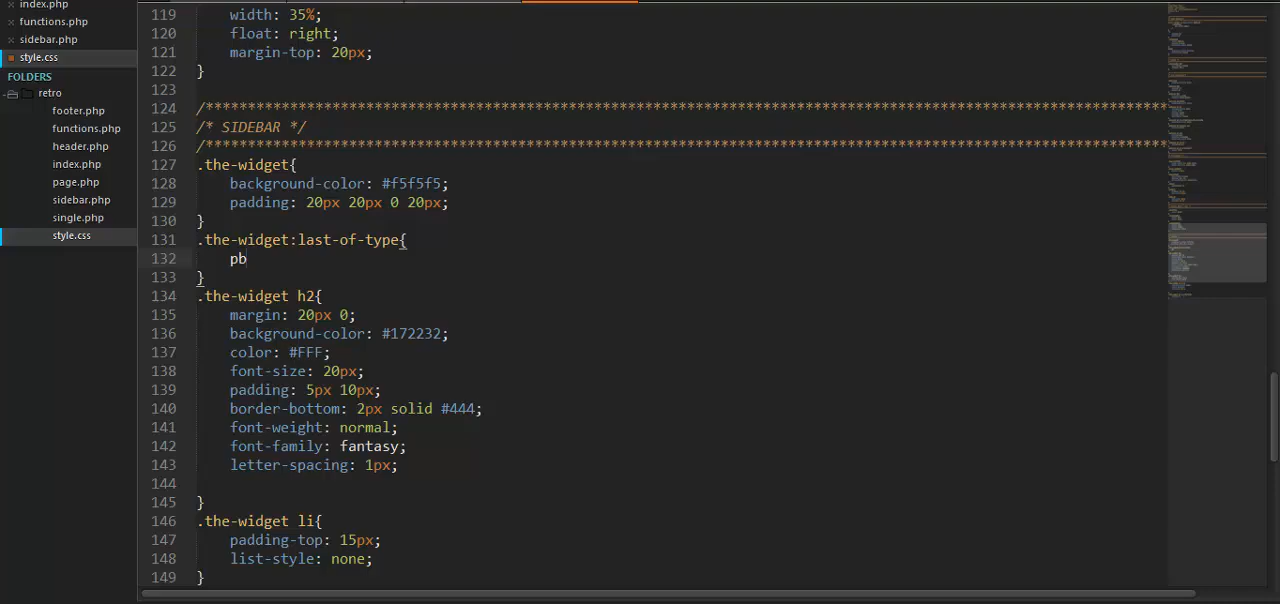 index.php
functions.php
sidebar.php
style.css
FOLDERS
retro
footer.php
functions.php
header.php
index.php
page.php
sidebar.php
single.php
style.css
119 width: 35%;
120 float: right;
121 margin-top: 20px;
122 }
123
124 /******************************************************************************************************************
125 /* SIDEBAR */
126 /******************************************************************************************************************
127 .the-widget{
128 background-color: #f5f5f5;
129 padding: 20px 20px 0 20px;
130 }
131 .the-widget:last-of-type{
132 pb
133 }
134 .the-widget h2{
135 margin: 20px 0;
136 background-color: #172232;
137 color: #FFF;
138 font-size: 20px;
139 padding: 5px 10px;
140 border-bottom: 2px solid #444;
141 font-weight: normal;
142 font-family: fantasy;
143 letter-spacing: 1px;
144
145 }
146 .the-widget li{
147 padding-top: 15px;
148 list-style: none;
149 }